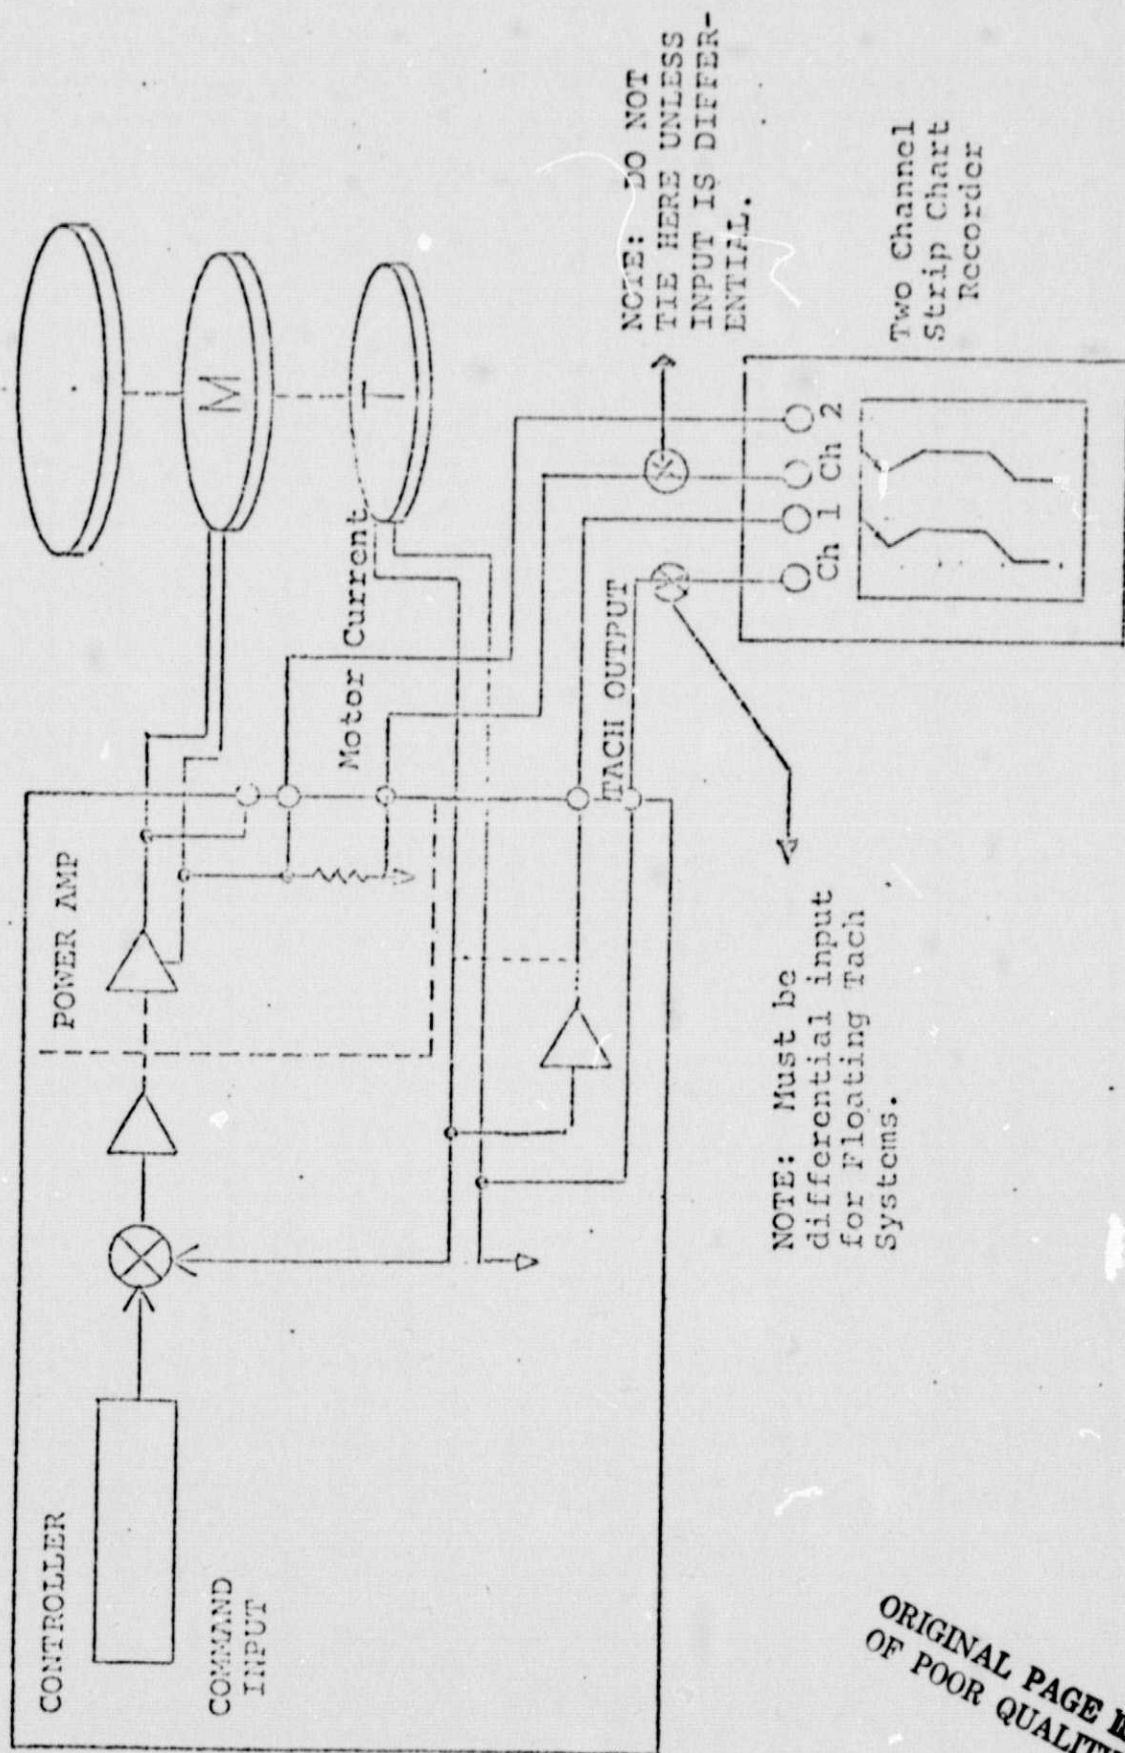 CONTROLLER
COMMAND
INPUT
POWER AMP
M
T
Motor Current
TACH OUTPUT
NOTE: DO NOT
TIE HERE UNLESS
INPUT IS DIFFER-
ENTIAL.
Ch 1
Ch 2
Two Channel
Strip Chart
Recorder
NOTE: Must be
differential input
for Floating Tach
Systems.
ORIGINAL PAGE
OF POOR QUALITY